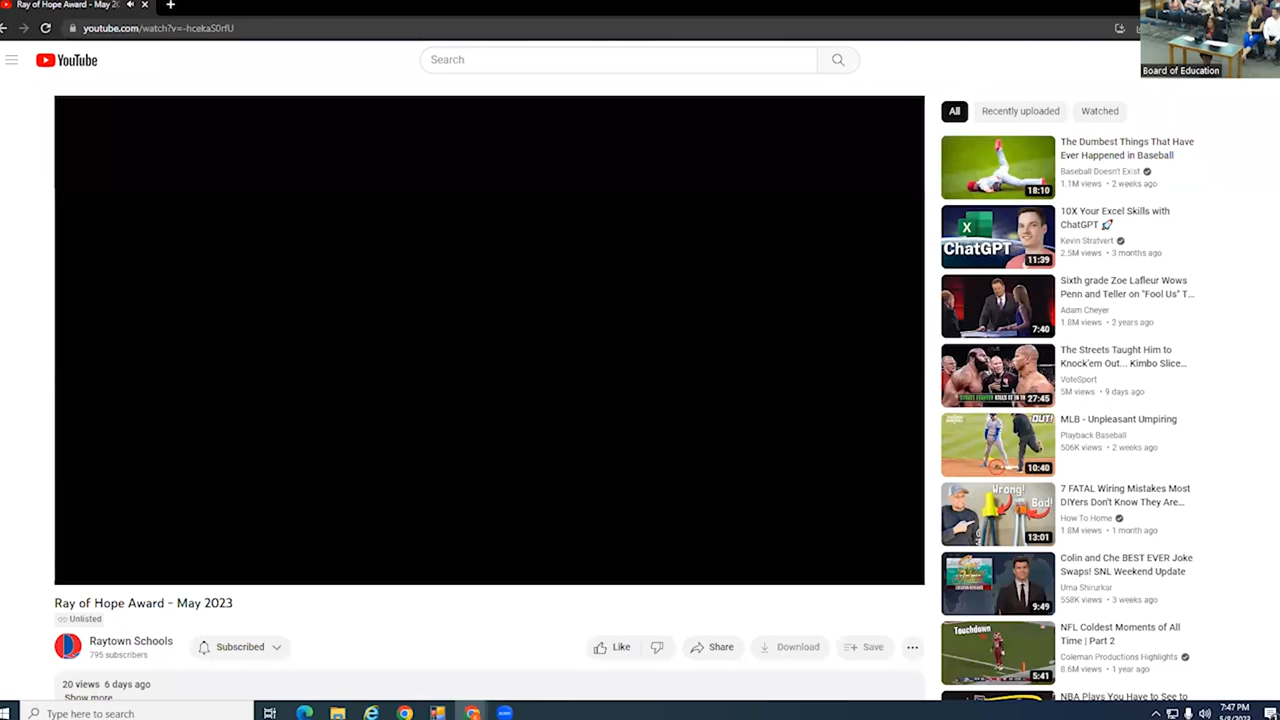 Ray of Hope Award - May 20
youtube.com/watch?v=-hcekaS0rfU
YouTube
Search
Board of Education
All
Recently uploaded
Watched
The Dumbest Things That Have
Ever Happened in Baseball
Baseball Doesn't Exist
1.1M views • 2 weeks ago
18:10
10X Your Excel Skills with
ChatGPT
Kevin Stratvert
2.5M views • 3 months ago
X
ChatGPT
11:39
Sixth grade Zoe Lafleur Wows
Penn and Teller on "Fool Us" T...
Adam Cheyer
1.8M views • 2 years ago
7:40
The Streets Taught Him to
Knock'em Out... Kimbo Slice...
VoteSport
5M views • 9 days ago
27:45
MLB - Unpleasant Umpiring
Playback Baseball
506K views • 2 weeks ago
OUT!
10:40
7 FATAL Wiring Mistakes Most
DIYers Don't Know They Are...
How To Home
1.8M views • 1 month ago
Wrong!
Bad!
13:01
Colin and Che BEST EVER Joke
Swaps! SNL Weekend Update
Uma Shirurkar
558K views • 3 weeks ago
9:49
NFL Coldest Moments of All
Time | Part 2
Coleman Productions Highlights
8.6M views • 1 year ago
Touchdown
5:41
NBA Plays You Have to See to
Ray of Hope Award - May 2023
Unlisted
Raytown Schools
795 subscribers
Subscribed
Like
Share
Download
Save
20 views 6 days ago
Show more
Type here to search
7:47 PM
5/8/2023